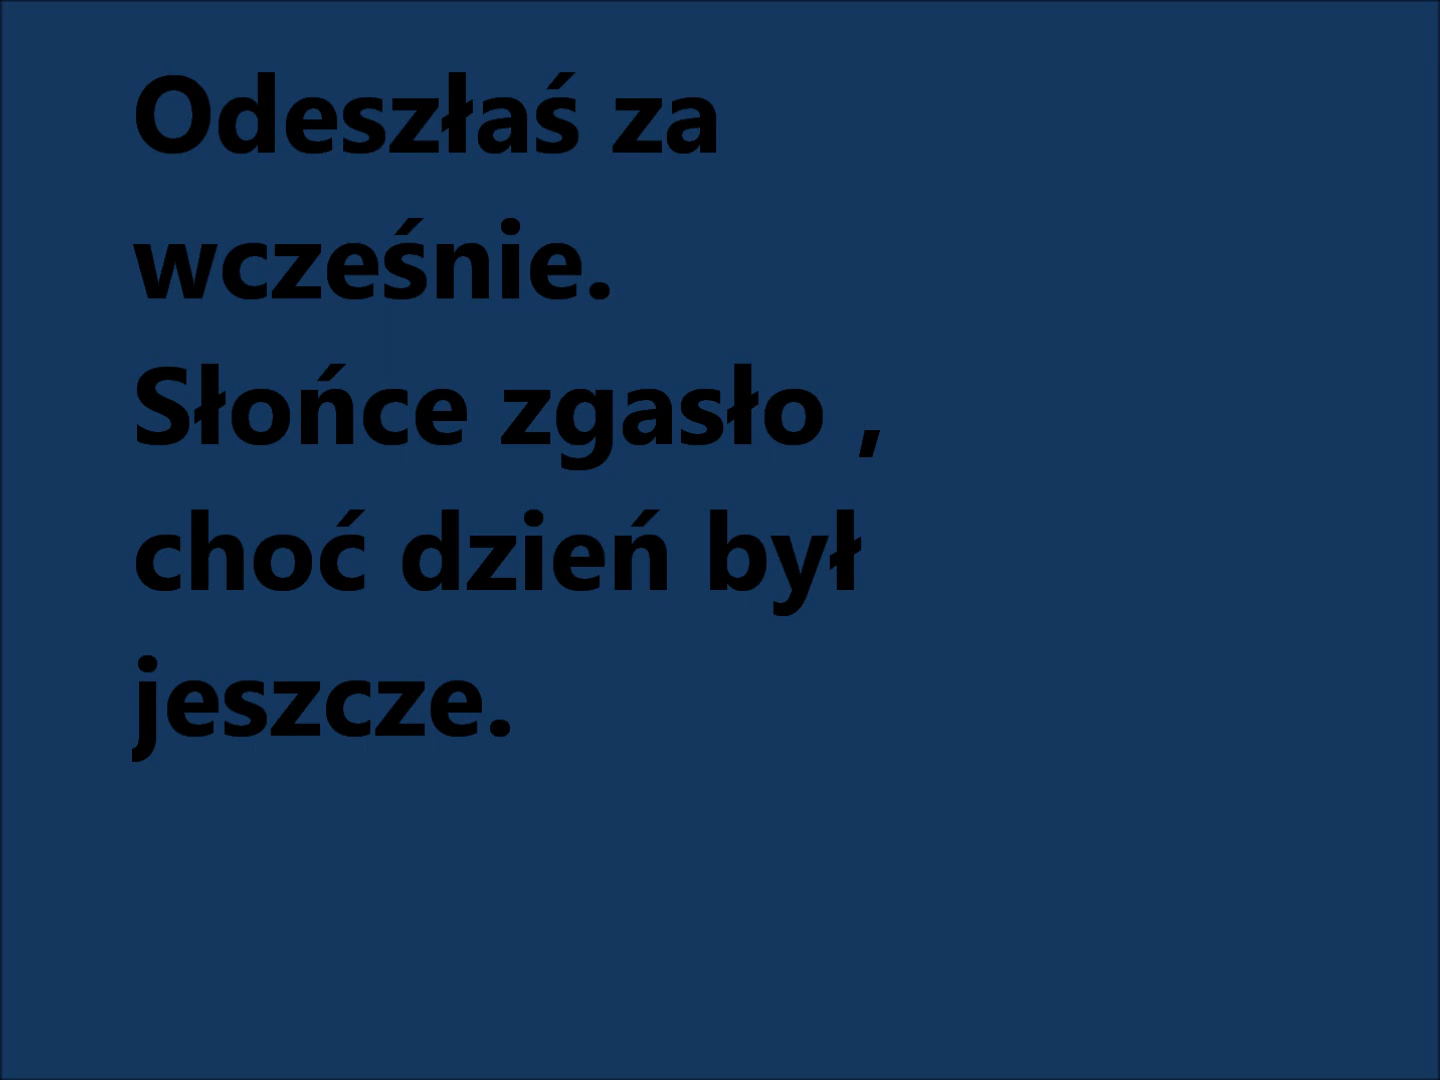 Odeszłaś za
wcześnie.
Słońce zgasło ,
choć dzień był
jeszcze.